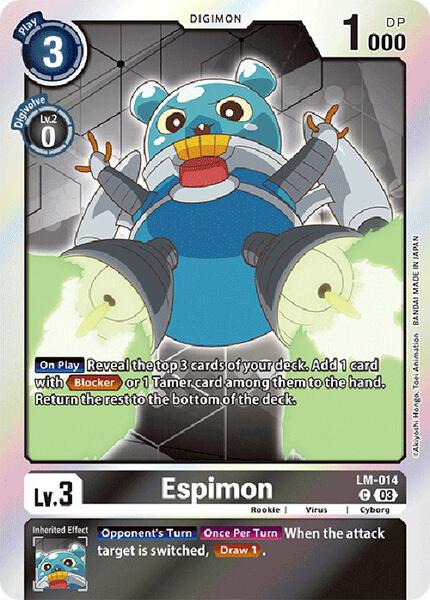 DIGIMON
Play
3
1000
DP
Digivolve
Lv.2
0
©Akiyoshi Hongo, Toei Animation BANDAI MADE IN JAPAN
On Play Reveal the top 3 cards of your deck. Add 1 card
with Blocker or 1 Tamer card among them to the hand.
Return the rest to the bottom of the deck.
Lv.3
Espimon
LM-014
C 03
Rookie | Virus | Cyborg
Inherited Effect
Opponent's Turn Once Per Turn When the attack
target is switched, Draw 1 .